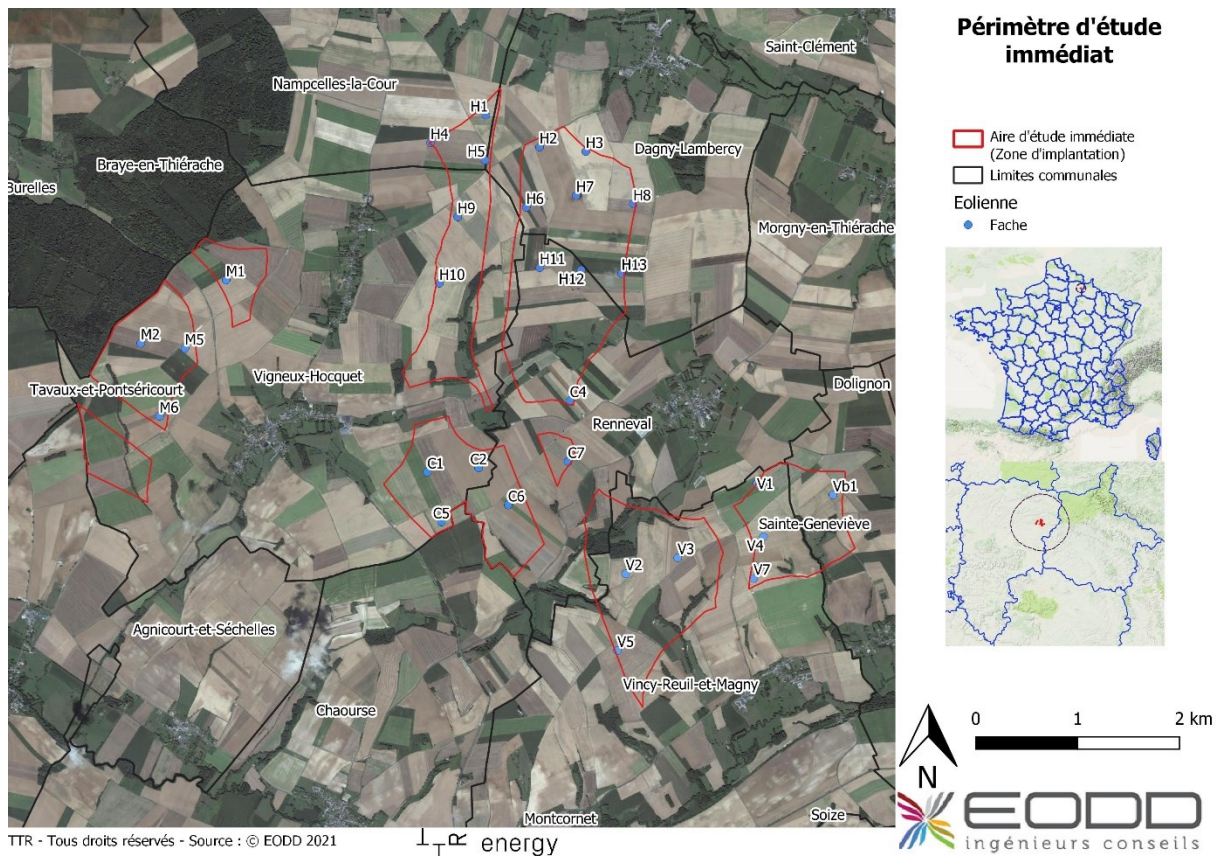 Périmètre d'étude
immédiat
Aire d'étude immédiate
(Zone d'implantation)
Limites communales
Eolienne
Fache
Saint-Clément
Nampcelles-la-Cour
H1
H4
H2
H3
Dagny-Lambercy
H5
Braye-en-Thiérache
Burelles
H7
H6
H8
H9
Morgny-en-Thiérache
H11
H12
H13
M1
H10
M2
M5
Vigneux-Hocquet
Tavaux-et-Pontséricourt
Dolignon
C4
M6
Renneval
C1
C2
C7
V1
Vb1
C6
C5
Sainte-Geneviève
V4
V3
V2
V7
Agnicourt-et-Séchelles
V5
Vincy-Reuil-et-Magny
Chaourse
Montcornet
Soize
0 1 2 km
N
EODD
ingénieurs conseils
TTR - Tous droits réservés - Source : © EODD 2021
TTR energy